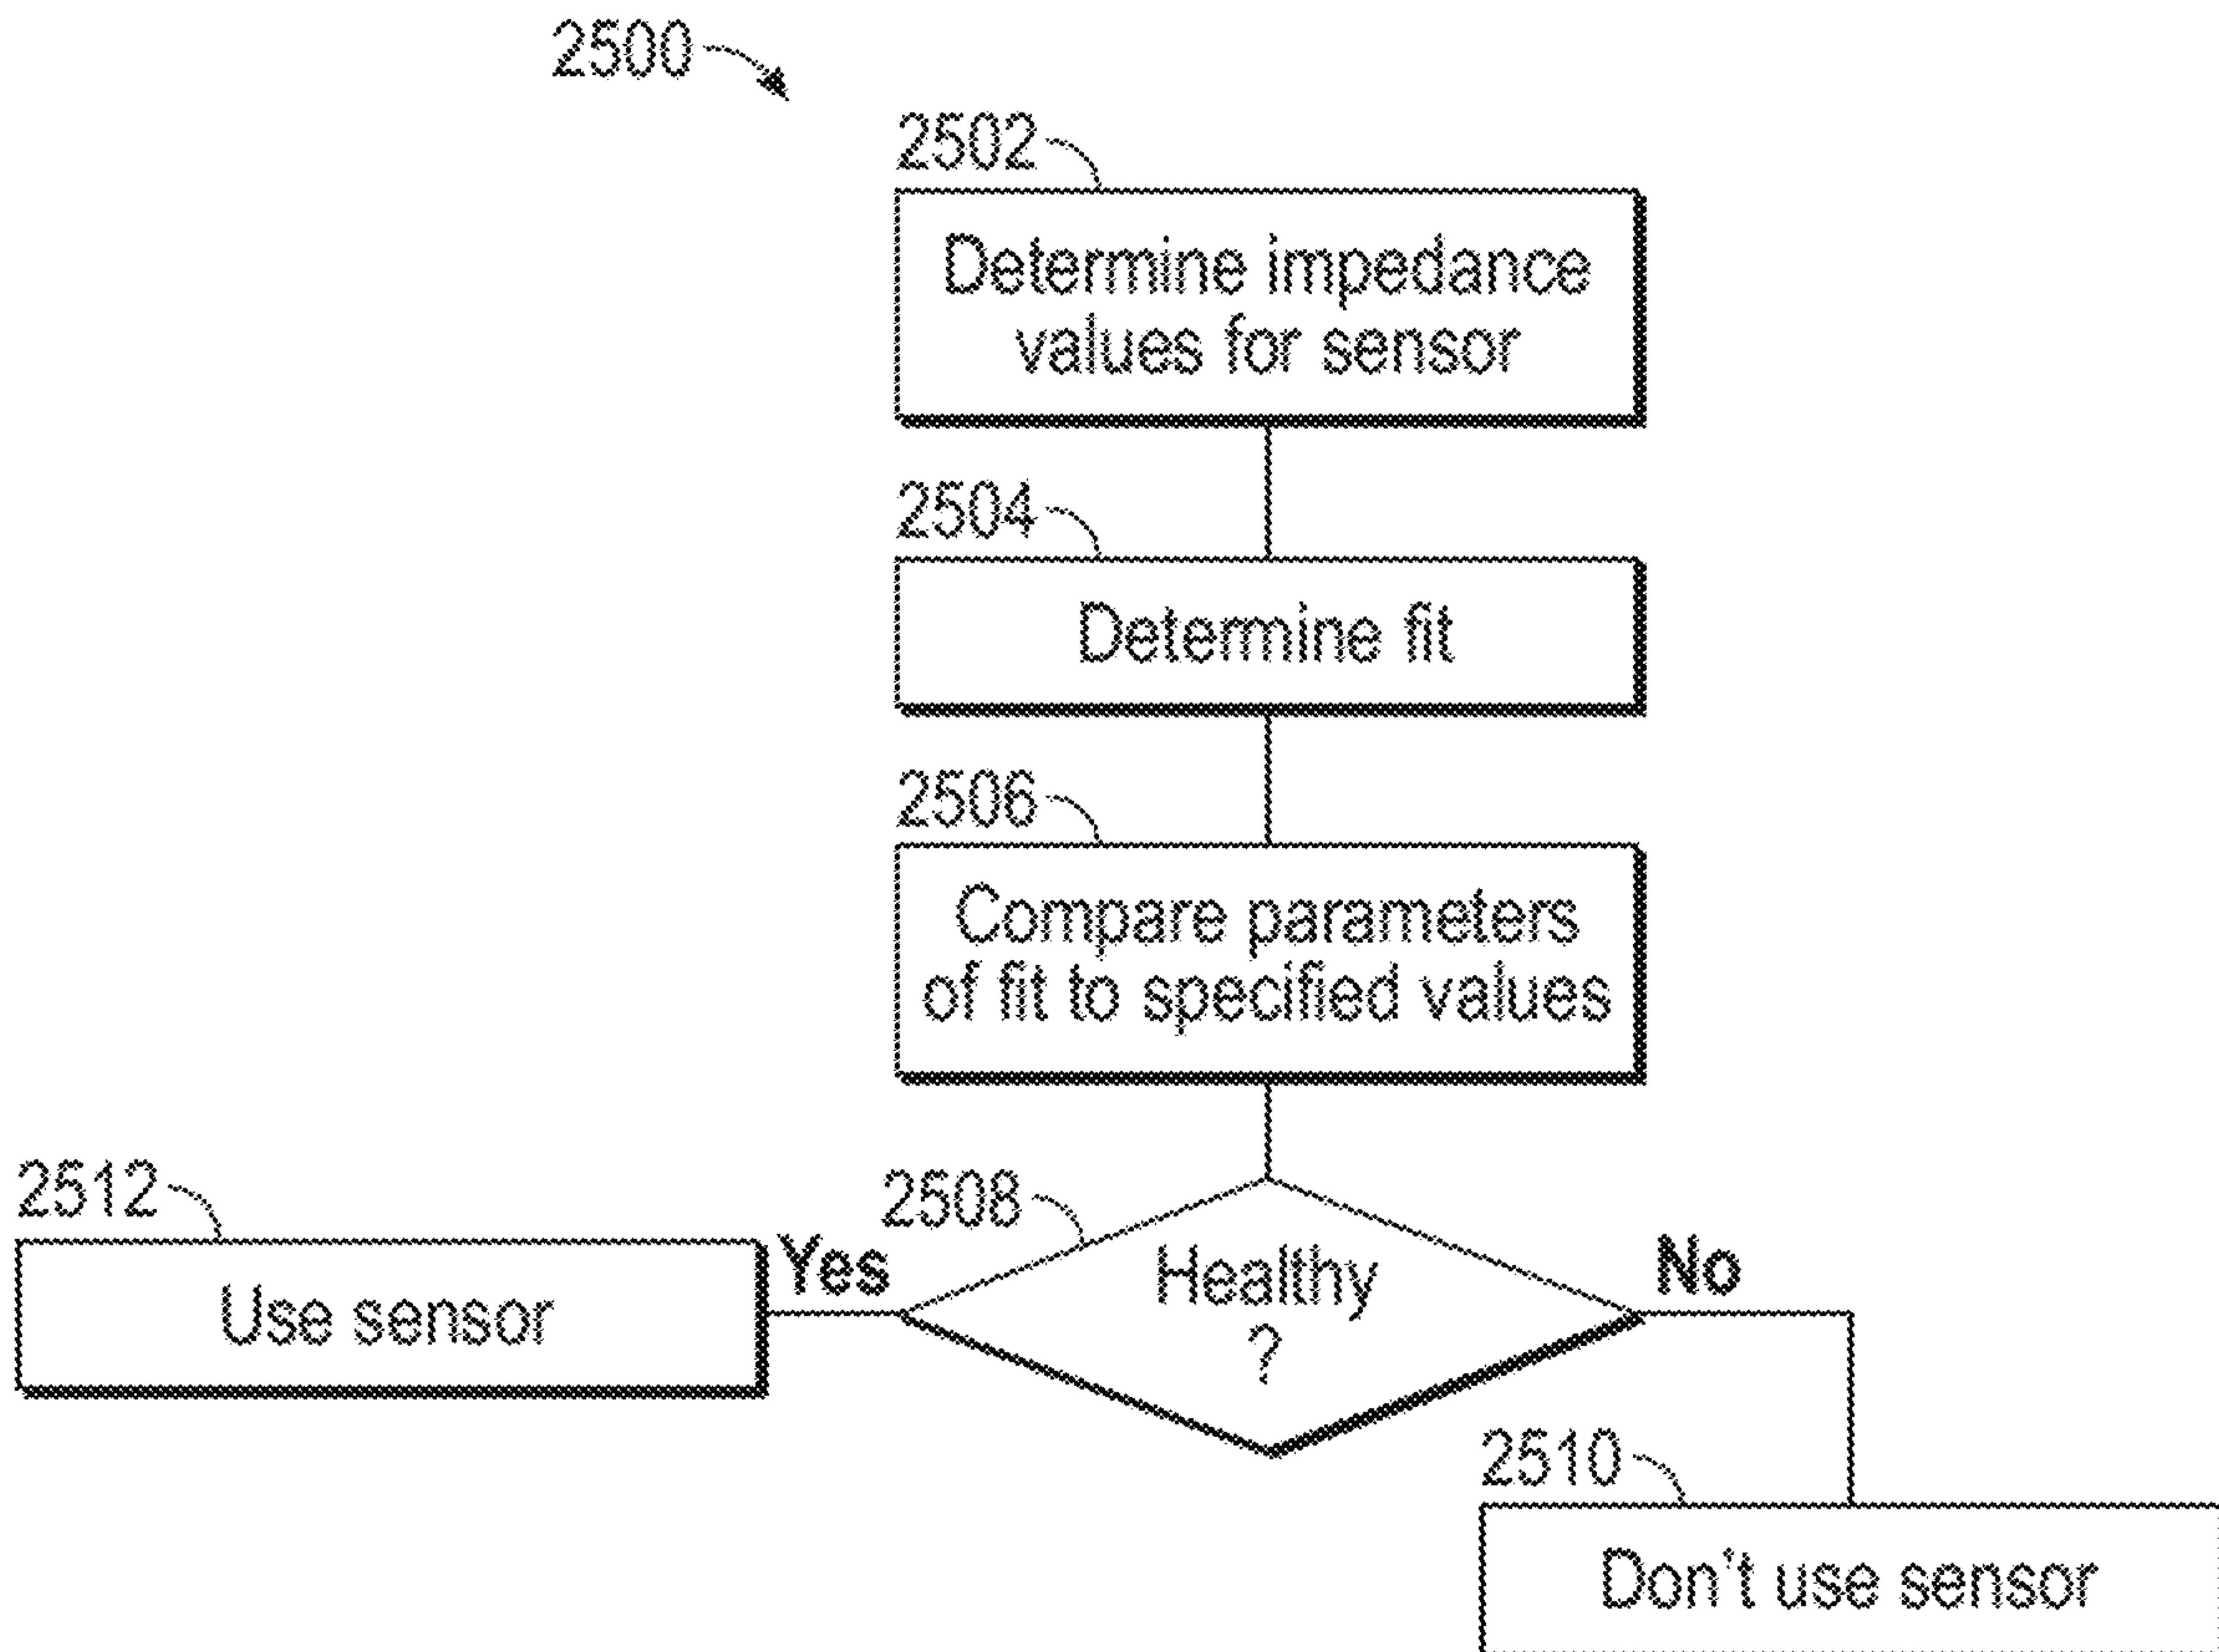 2500
2502
Determine impedance
values for sensor
2504
Determine fit
2506
Compare parameters
of fit to specified values
2512
2508
Yes
No
Use sensor
Healthy
?
2510
Don't use sensor